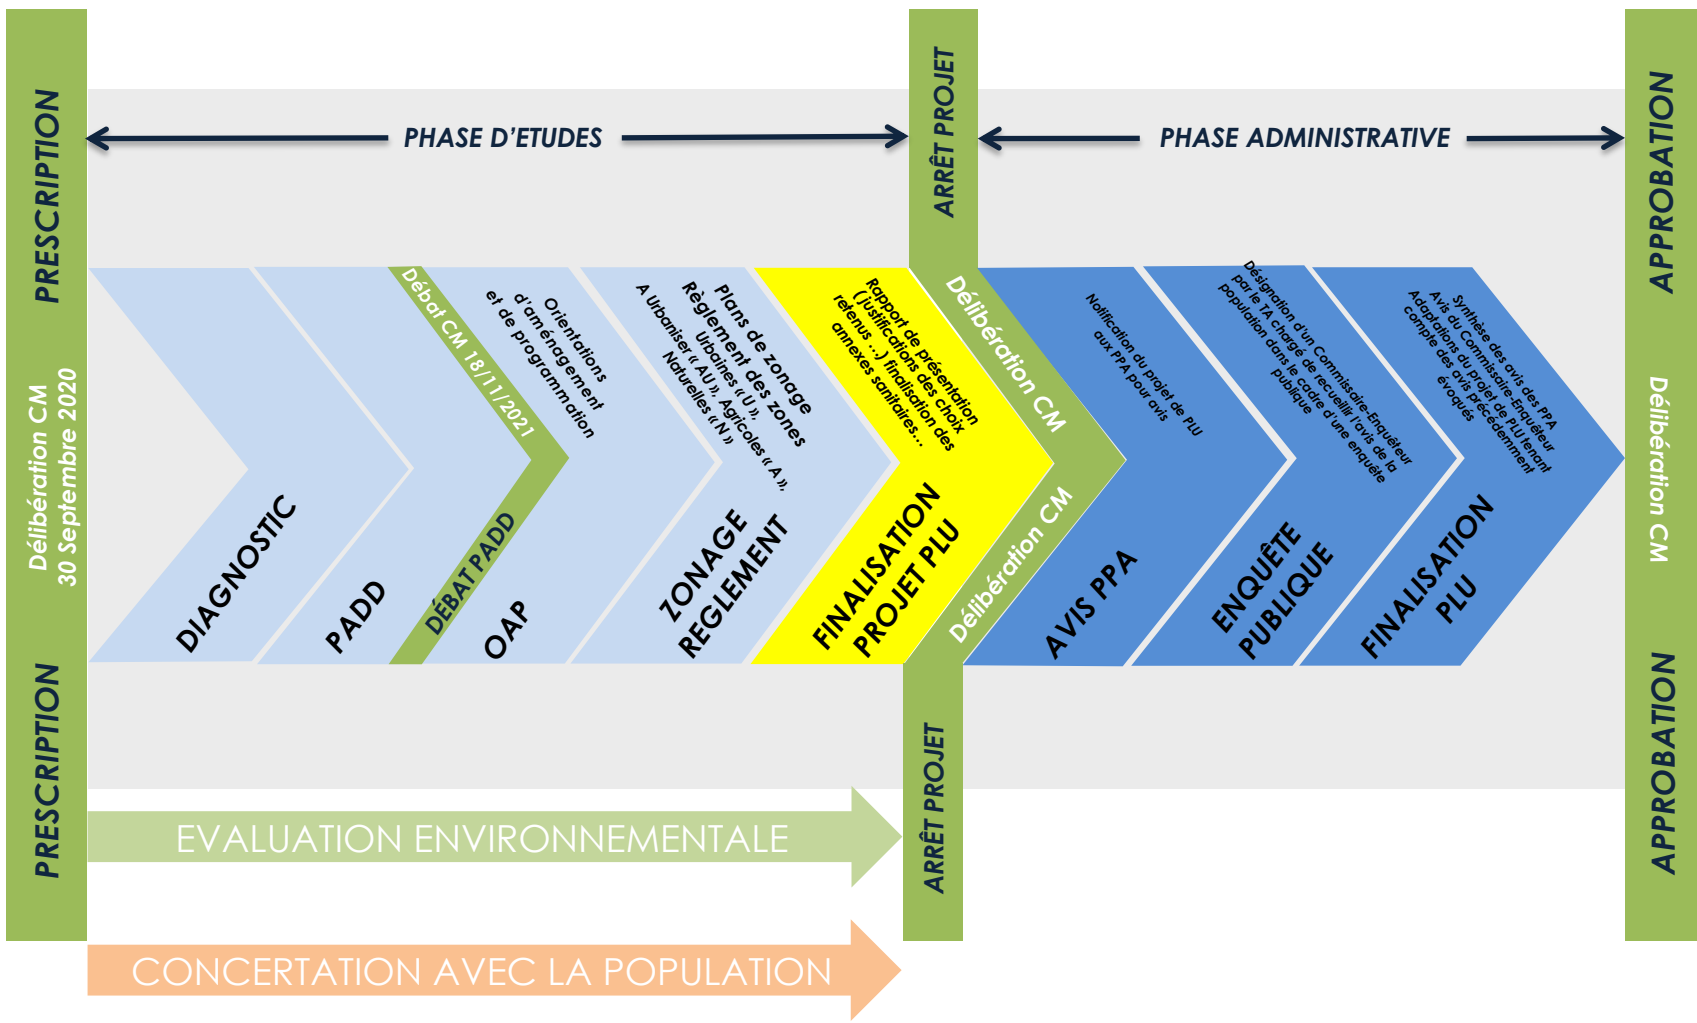 PRESCRIPTION
Délibération CM
30 Septembre 2020
PRESCRIPTION
PHASE D'ETUDES
ARRÊT PROJET
PHASE ADMINISTRATIVE
APPROBATION
Délibération CM
APPROBATION
DIAGNOSTIC
PADD
Débat CM 18/11/2021
DÉBAT PADD
Orientations
d'aménagement
et de programmation
OAP
Plans de zonage
Règlement des zones
Urbaines «U»,
A Urbaniser« AU», Agricoles « A »,
Naturelles «N »
ZONAGE
REGLEMENT
Rapport de présentation
( justifications des choix
retenus ...) finalisation des
annexes sanitaires...
FINALISATION
PROJET PLU
Délibération CM
Délibération CM
Notification du projet de PLU
aux PPA pour avis
AVIS PPA
Désignation d'un Commissaire-Enquêteur
par le TA chargé de recueillir l'avis de la
population dans le cadre d'une enquête
publique
ENQUÊTE
PUBLIQUE
Synthèse des avis des PPA
Avis du Commissaire-Enquêteur
Adaptations du projet de PLU tenant
compte des avis précédemment
évoqués
FINALISATION
PLU
ARRÊT PROJET
EVALUATION ENVIRONNEMENTALE
CONCERTATION AVEC LA POPULATION